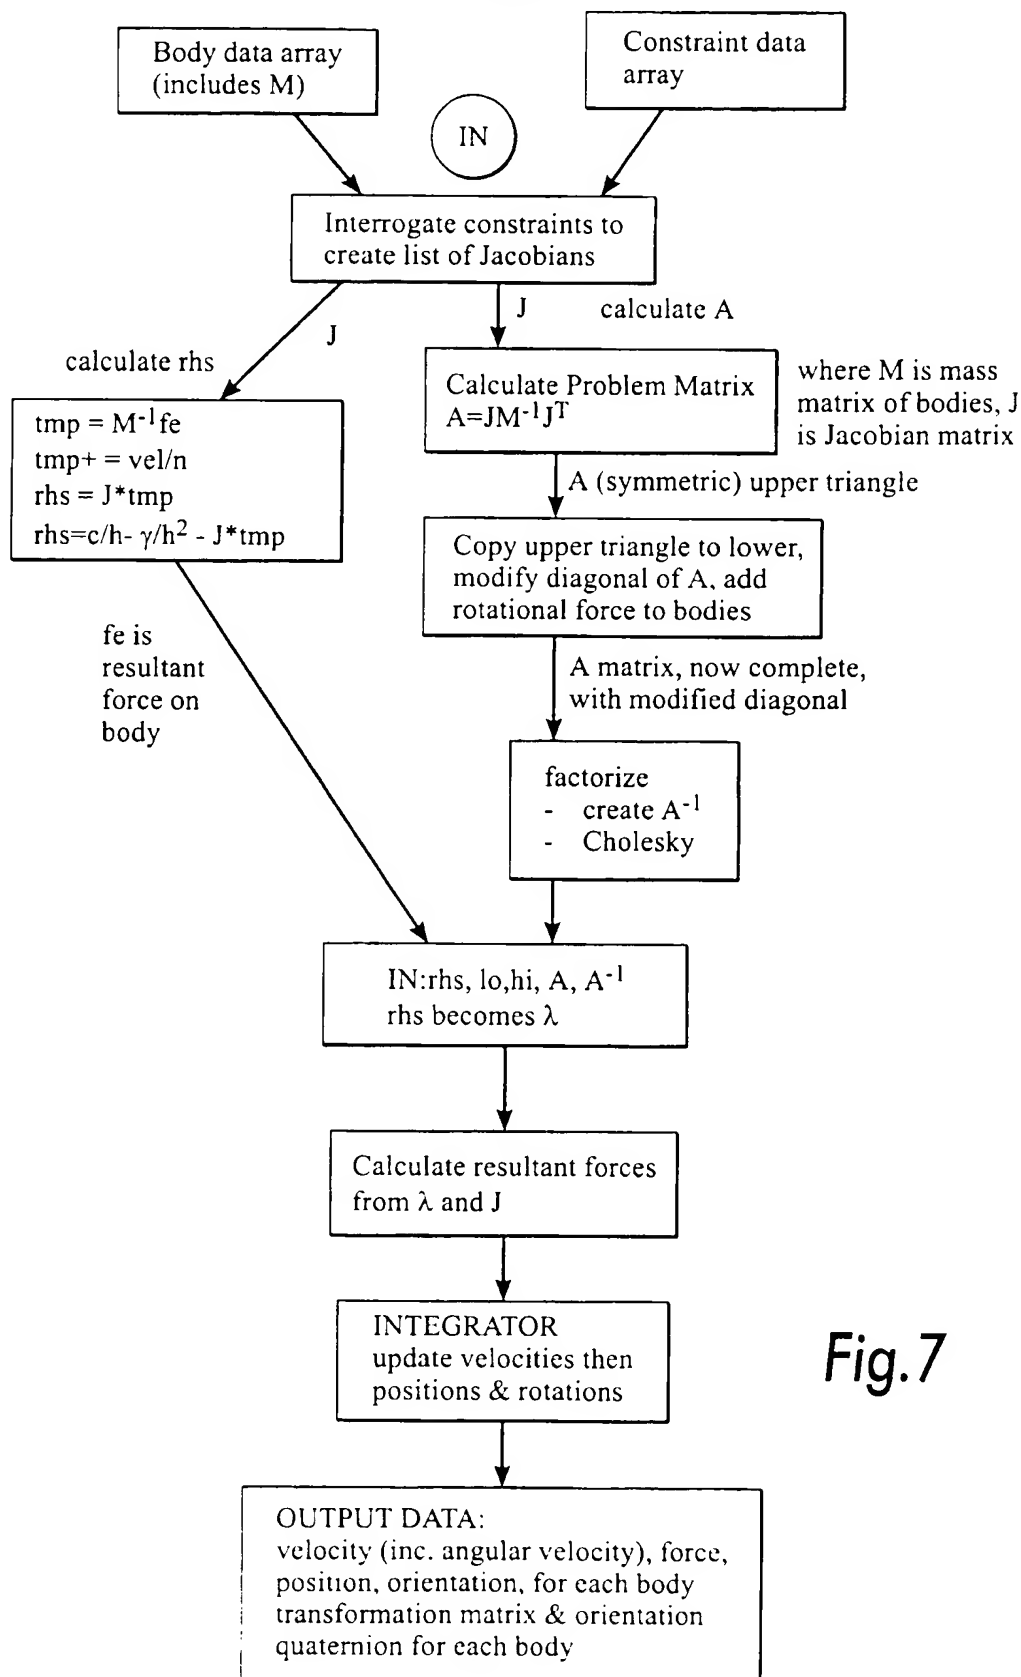 Body data array
(includes M)
Constraint data
array
IN
Interrogate constraints to
create list of Jacobians
J
J
calculate A
calculate rhs
Calculate Problem Matrix
A=JM⁻¹Jᵀ
where M is mass
matrix of bodies, J
is Jacobian matrix
tmp = M⁻¹fe
tmp+ = vel/n
rhs = J*tmp
rhs=c/h- γ/h² - J*tmp
A (symmetric) upper triangle
Copy upper triangle to lower,
modify diagonal of A, add
rotational force to bodies
fe is
resultant
force on
body
A matrix, now complete,
with modified diagonal
factorize
- create A⁻¹
- Cholesky
IN:rhs, lo,hi, A, A⁻¹
rhs becomes λ
Calculate resultant forces
from λ and J
INTEGRATOR
update velocities then
positions & rotations
Fig.7
OUTPUT DATA:
velocity (inc. angular velocity), force,
position, orientation, for each body
transformation matrix & orientation
quaternion for each body